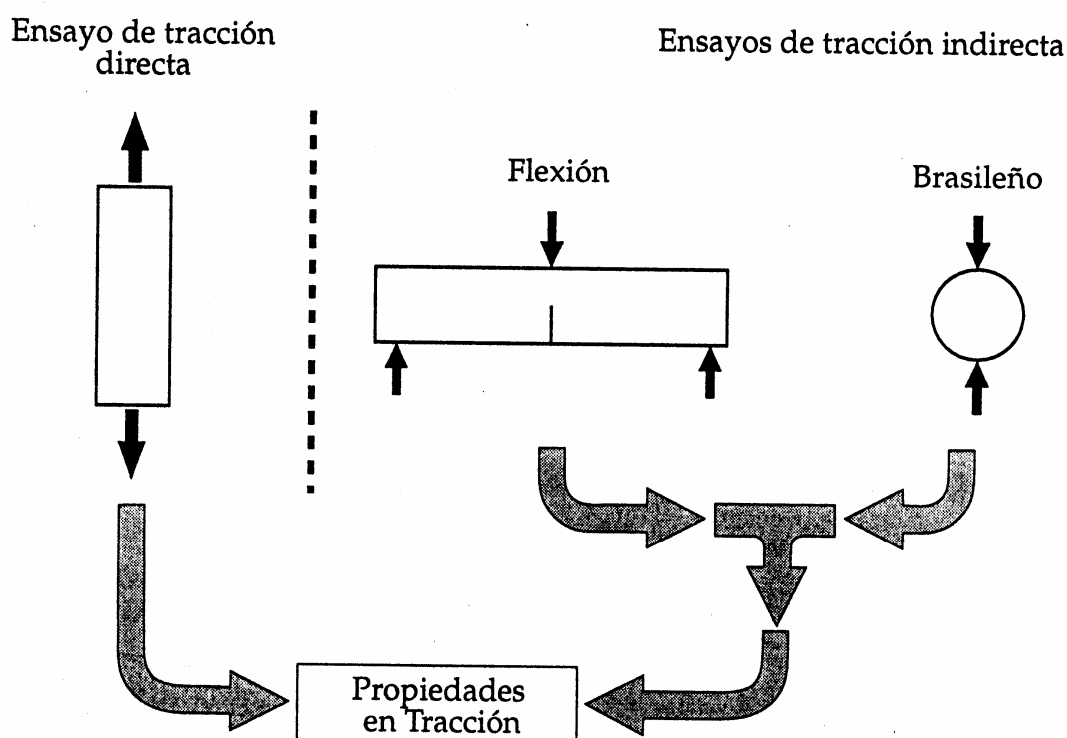 Ensayo de tracción
directa
Ensayos de tracción indirecta
Flexión
Brasileño
Propiedades
en Tracción